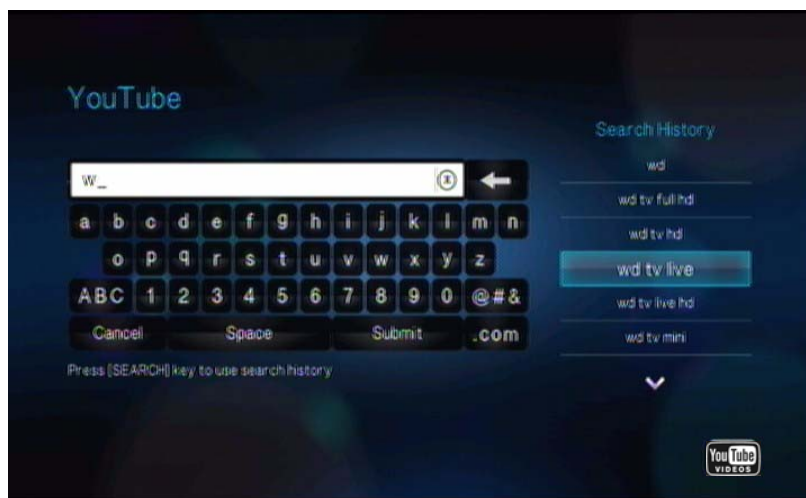 YouTube
Search History
w_
a b c d e f g h i j k l m n
o p q r s t u v w x y z
ABC 1 2 3 4 5 6 7 8 9 0 @#&
Cancel Space Submit .com
Press [SEARCH] key to use search history
wd
wd tv full hd
wd tv hd
wd tv live
wd tv live hd
wd tv mini
You Tube
VIDEOS